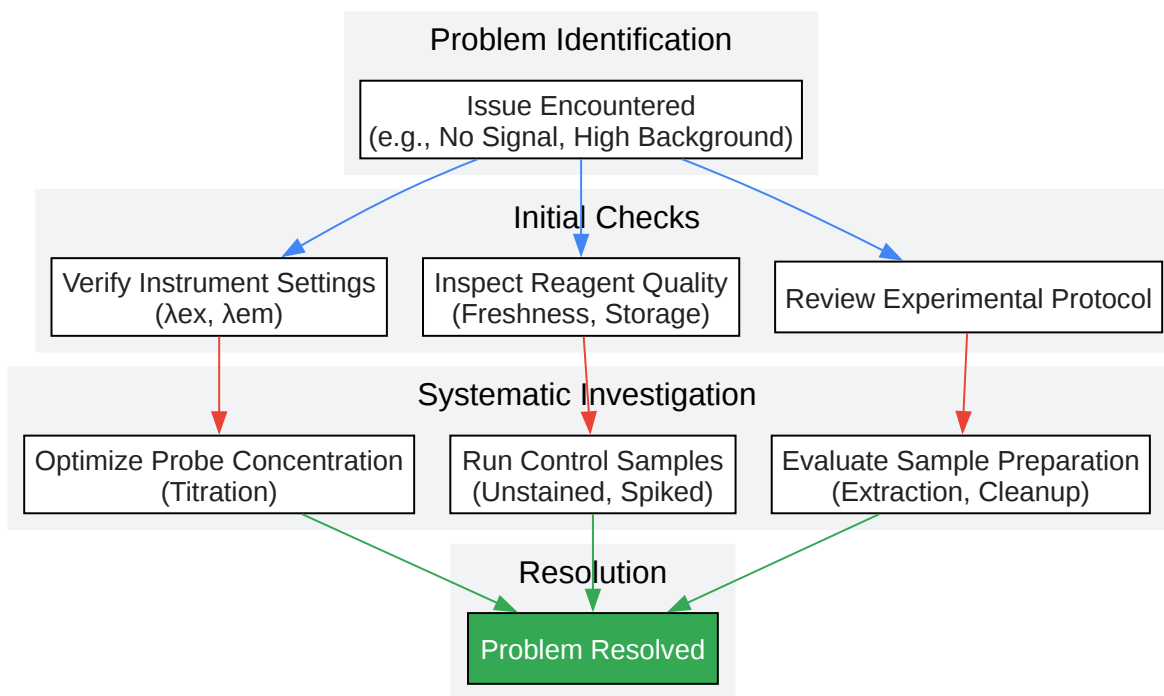 Problem Identification
Issue Encountered
(e.g., No Signal, High Background)
Initial Checks
Verify Instrument Settings
(λex, λem)
Inspect Reagent Quality
(Freshness, Storage)
Review Experimental Protocol
Systematic Investigation
Optimize Probe Concentration
(Titration)
Run Control Samples
(Unstained, Spiked)
Evaluate Sample Preparation
(Extraction, Cleanup)
Resolution
Problem Resolved